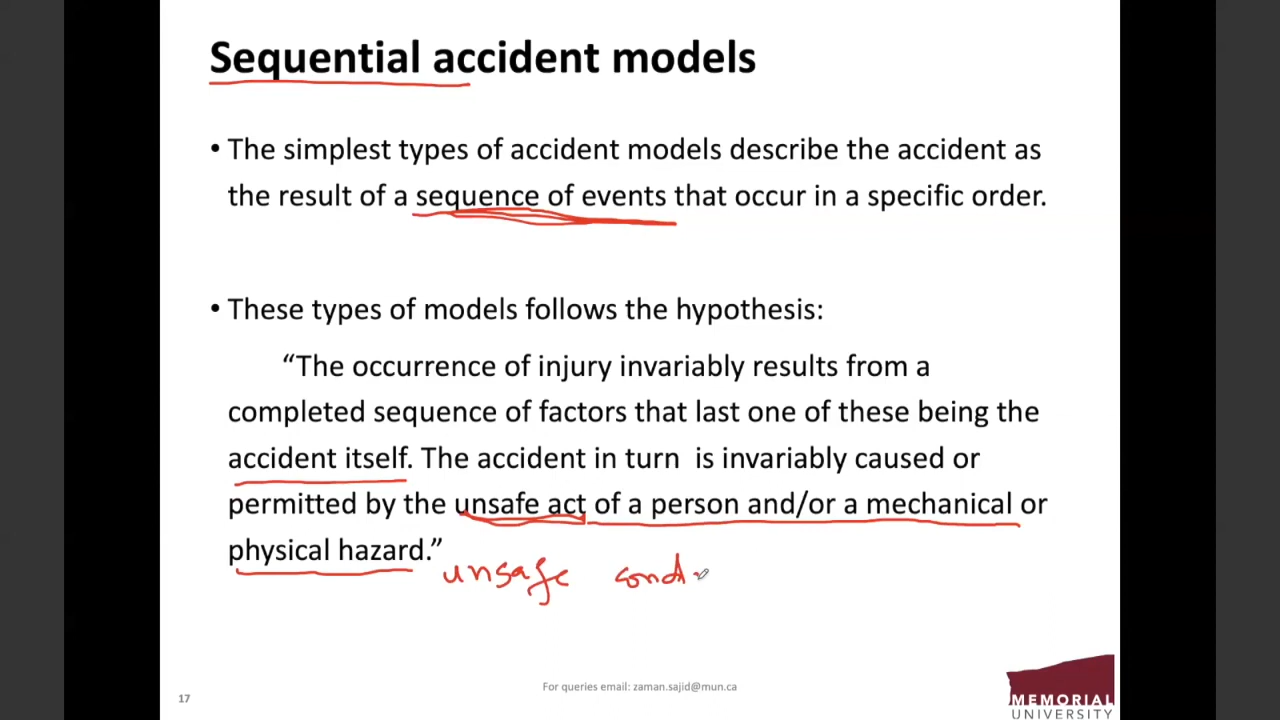 Sequential accident models
• The simplest types of accident models describe the accident as
the result of a sequence of events that occur in a specific order.
• These types of models follows the hypothesis:
“The occurrence of injury invariably results from a
completed sequence of factors that last one of these being the
accident itself. The accident in turn is invariably caused or
permitted by the unsafe act of a person and/or a mechanical or
physical hazard.”
unsafe cond
17
For queries email: zaman.sajid@mun.ca
MEMORIAL
UNIVERSITY